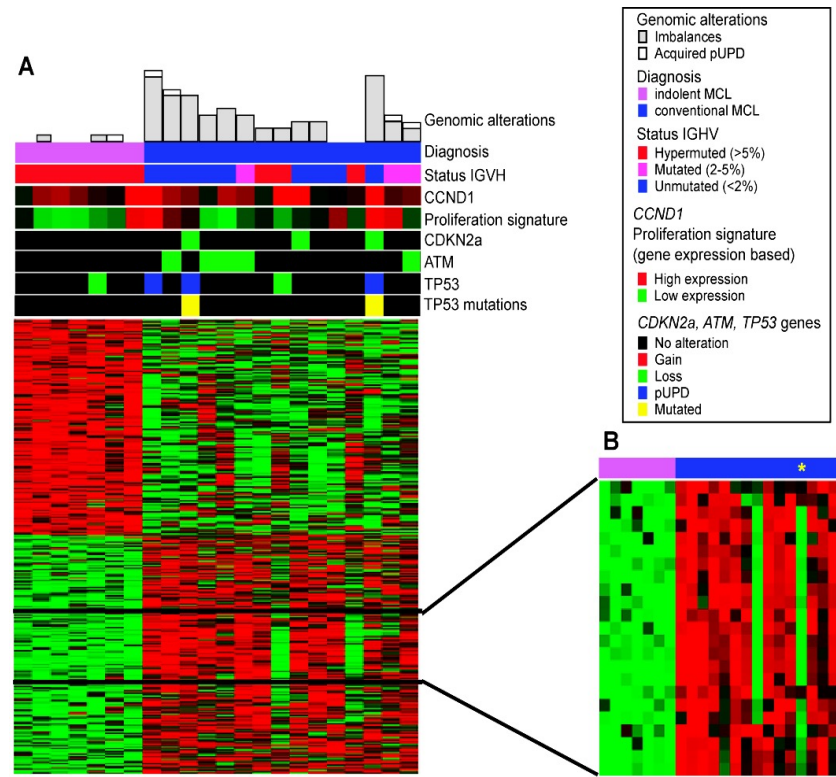 A
Genomic alterations
Diagnosis
Status IGVH
CCND1
Proliferation signature
CDKN2a
ATM
TP53
TP53 mutations
Genomic alterations
Imbalances
Acquired pUPD
Diagnosis
indolent MCL
conventional MCL
Status IGHV
Hypermuted (>5%)
Mutated (2-5%)
Unmutated (<2%)
CCND1
Proliferation signature
(gene expression based)
High expression
Low expression
CDKN2a, ATM, TP53 genes
No alteration
Gain
Loss
pUPD
Mutated
B
*